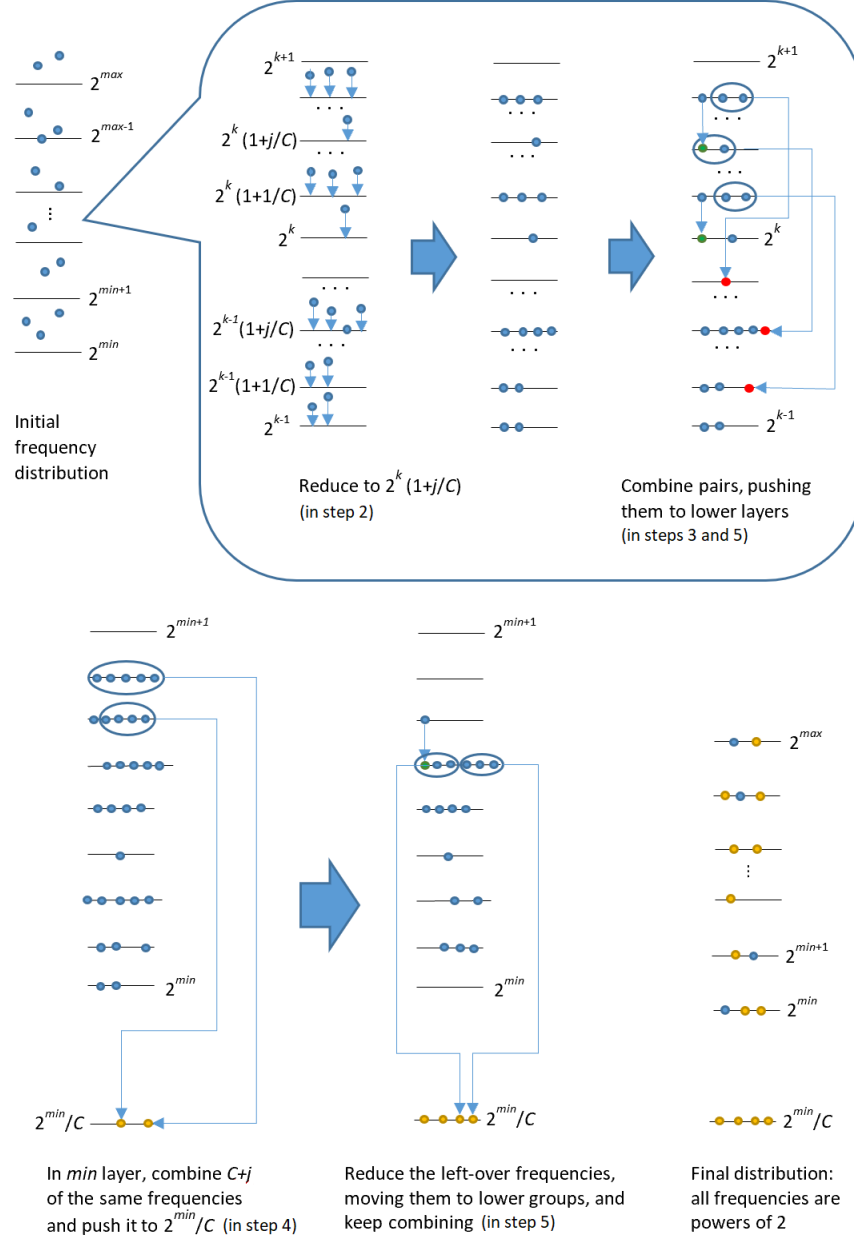 2^max
2^max-1
⋮
2^min+1
2^min
Initial
frequency
distribution
2^k+1
. . .
2^k (1+j/C)
. . .
2^k (1+1/C)
2^k
. . .
2^k-1(1+j/C)
. . .
2^k-1(1+1/C)
2^k-1
Reduce to 2^k (1+j/C)
(in step 2)
. . .
. . .
. . .
. . .
2^k+1
. . .
. . .
2^k
. . .
. . .
2^k-1
Combine pairs, pushing
them to lower layers
(in steps 3 and 5)
2^min+1
2^min
2^min/C
In min layer, combine C+j
of the same frequencies
and push it to 2^min/C (in step 4)
2^min+1
2^min
2^min/C
Reduce the left-over frequencies,
moving them to lower groups, and
keep combining (in step 5)
2^max
⋮
2^min+1
2^min
2^min/C
Final distribution:
all frequencies are
powers of 2